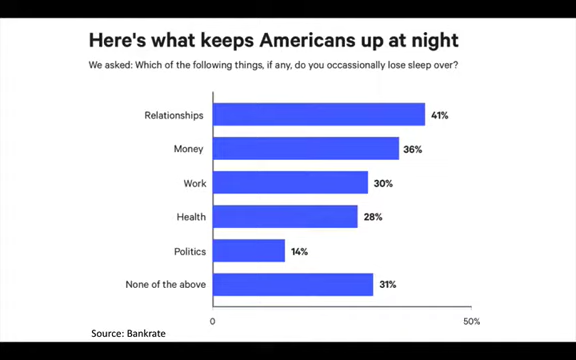 Here's what keeps Americans up at night
We asked: Which of the following things, if any, do you occassionally lose sleep over?
Relationships 41%
Money 36%
Work 30%
Health 28%
Politics 14%
None of the above 31%
0 50%
Source: Bankrate